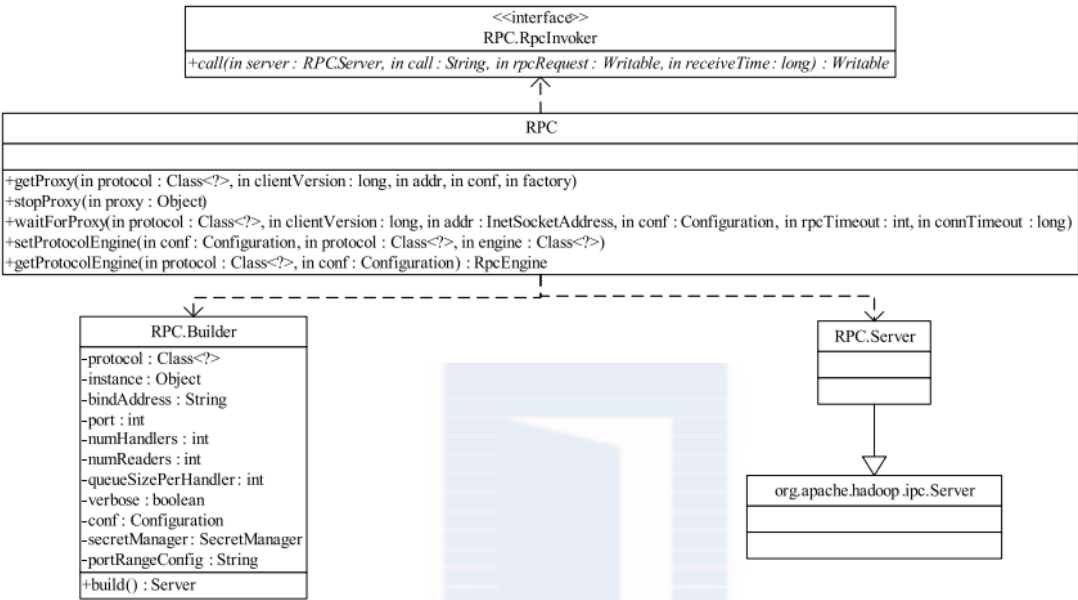 <<interface>>
RPC.RpcInvoker
+call(in server : RPC.Server, in call : String, in rpcRequest : Writable, in receiveTime : long) : Writable
RPC
+getProxy(in protocol : Class<?>, in clientVersion : long, in addr, in conf, in factory)
+stopProxy(in proxy : Object)
+waitForProxy(in protocol : Class<?>, in clientVersion : long, in addr : InetSocketAddress, in conf : Configuration, in rpcTimeout : int, in connTimeout : long)
+setProtocolEngine(in conf : Configuration, in protocol : Class<?>, in engine : Class<?>)
+getProtocolEngine(in protocol : Class<?>, in conf : Configuration) : RpcEngine
RPC.Builder
-protocol : Class<?>
-instance : Object
-bindAddress : String
-port : int
-numHandlers : int
-numReaders : int
-queueSizePerHandler : int
-verbose : boolean
-conf : Configuration
-secretManager : SecretManager
-portRangeConfig : String
+build() : Server
RPC.Server
org.apache.hadoop.ipc.Server